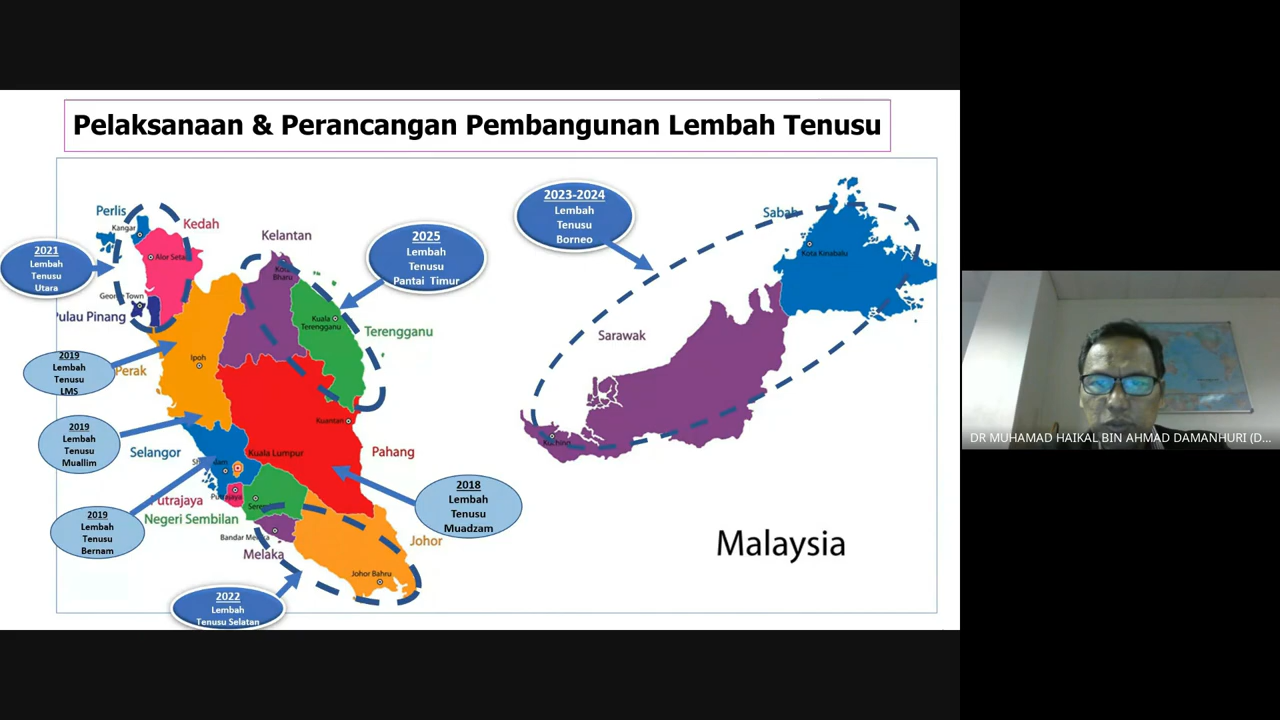 Pelaksanaan & Perancangan Pembangunan Lembah Tenusu
Perlis
Kangar
Kedah
Alor Setar
2021
Lembah
Tenusu
Utara
George Town
Pulau Pinang
Kelantan
Kota
Bharu
2025
Lembah
Tenusu
Pantai Timur
Kuala
Terengganu
Terengganu
2019
Lembah
Tenusu
LMS
Perak
Ipoh
2019
Lembah
Tenusu
Muallim
Kuantan
Selangor
Kuala Lumpur
Pahang
2018
Lembah
Tenusu
Muadzam
Putrajaya
Negeri Sembilan
2019
Lembah
Tenusu
Bernam
Melaka
Johor
Johor Bahru
2022
Lembah
Tenusu Selatan
2023-2024
Lembah
Tenusu
Borneo
Sabah
Kota Kinabalu
Sarawak
Kuching
Malaysia
DR MUHAMAD HAIKAL BIN AHMAD DAMANHURI (D...